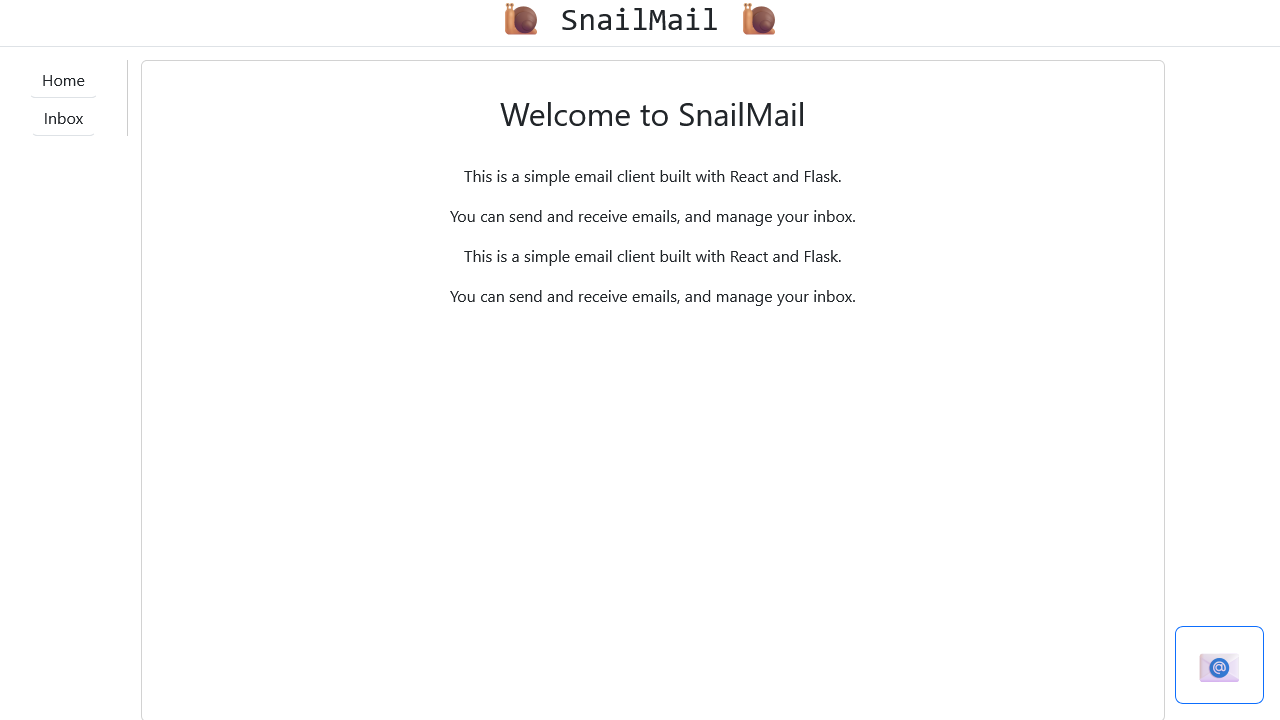 SnailMail
Home
Inbox
Welcome to SnailMail
This is a simple email client built with React and Flask.
You can send and receive emails, and manage your inbox.
This is a simple email client built with React and Flask.
You can send and receive emails, and manage your inbox.
@